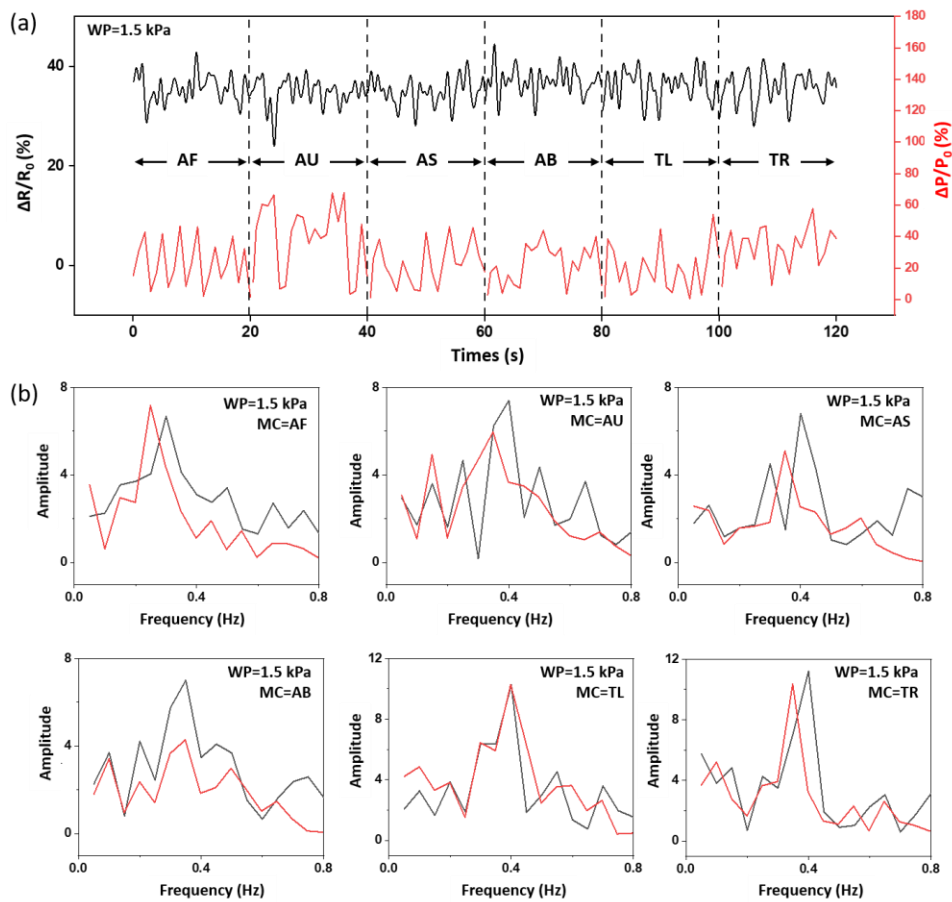 (a)
WP=1.5 kPa
ΔR/R₀ (%)
40
20
0
AF
AU
AS
AB
TL
TR
180
160
140
120
100
80
60
40
20
0
ΔP/P₀ (%)
0
20
40
60
80
100
120
Times (s)
(b)
8
4
0
Amplitude
WP=1.5 kPa
MC=AF
0.0
0.4
0.8
Frequency (Hz)
8
4
0
Amplitude
WP=1.5 kPa
MC=AU
0.0
0.4
0.8
Frequency (Hz)
8
4
0
Amplitude
WP=1.5 kPa
MC=AS
0.0
0.4
0.8
Frequency (Hz)
8
4
0
Amplitude
WP=1.5 kPa
MC=AB
0.0
0.4
0.8
Frequency (Hz)
12
8
4
0
Amplitude
WP=1.5 kPa
MC=TL
0.0
0.4
0.8
Frequency (Hz)
12
8
4
0
Amplitude
WP=1.5 kPa
MC=TR
0.0
0.4
0.8
Frequency (Hz)